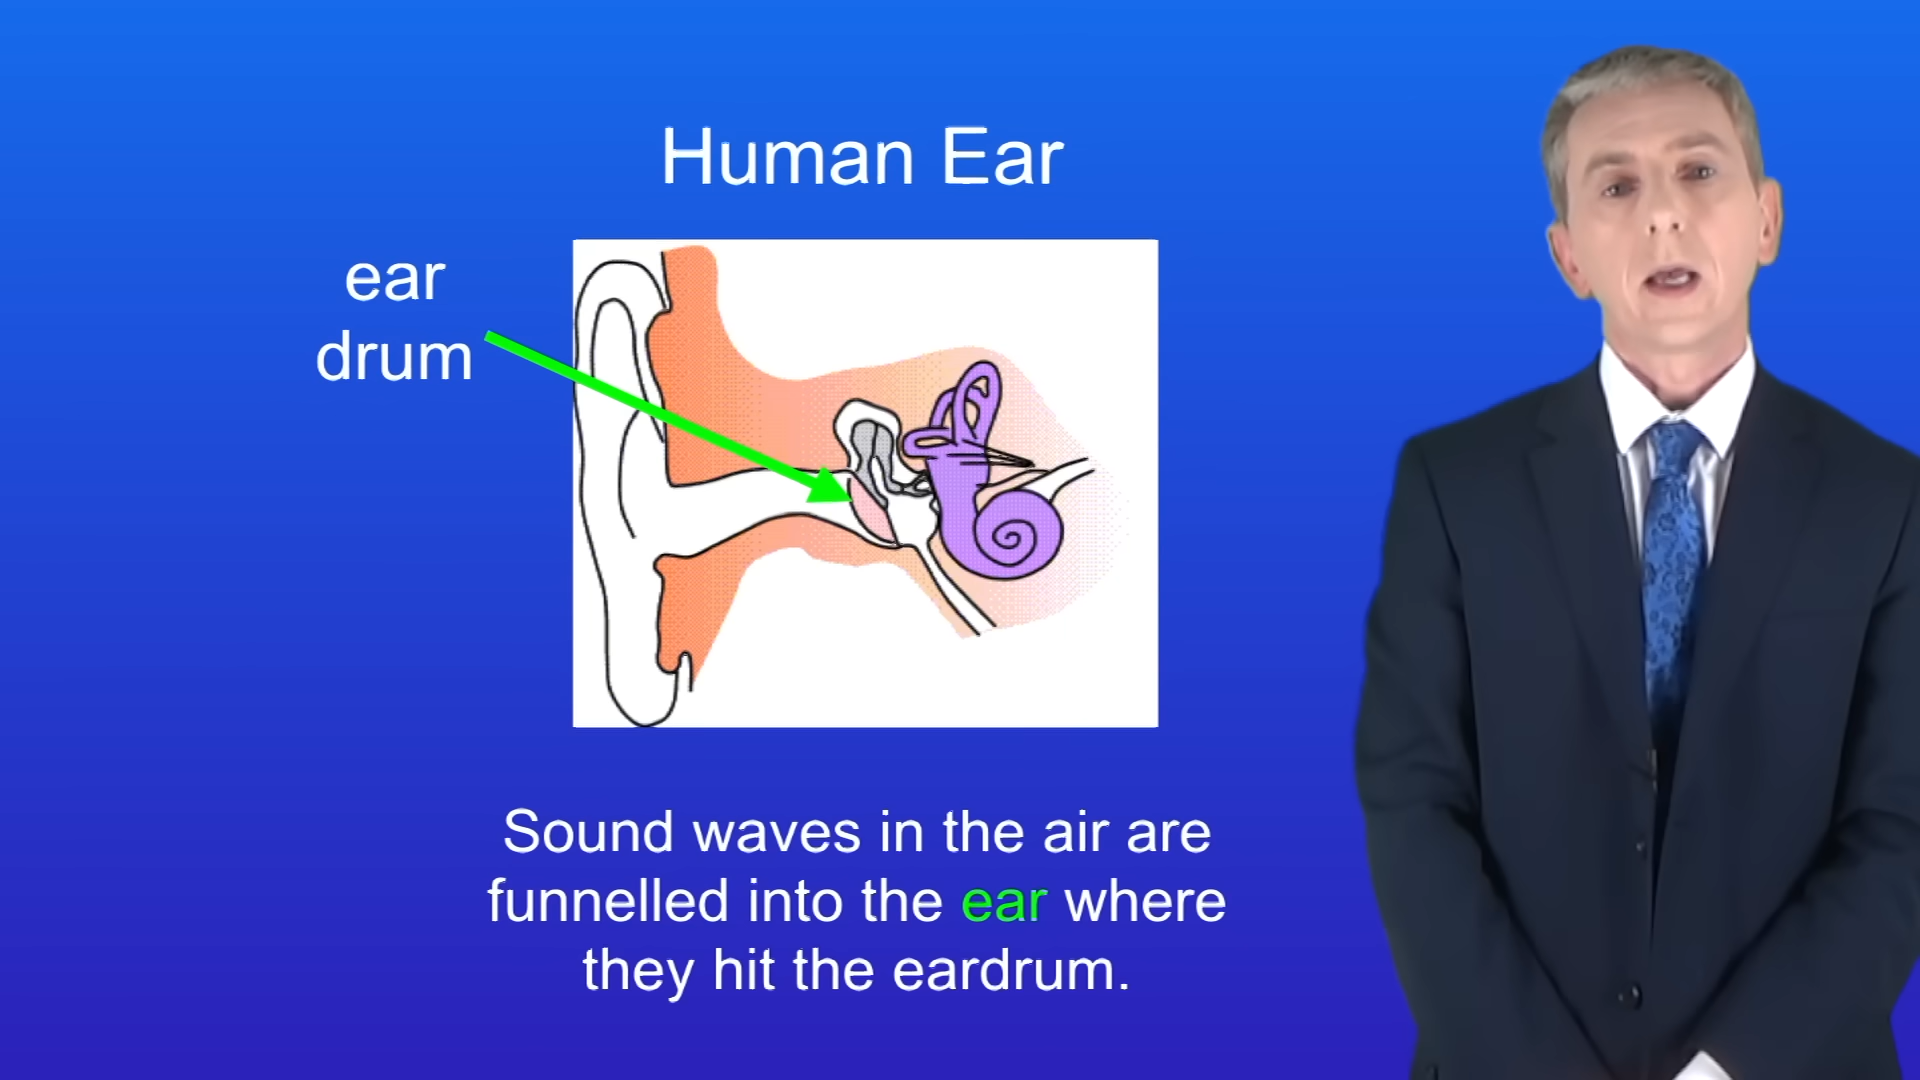 Human Ear
ear
drum
Sound waves in the air are
funnelled into the ear where
they hit the eardrum.